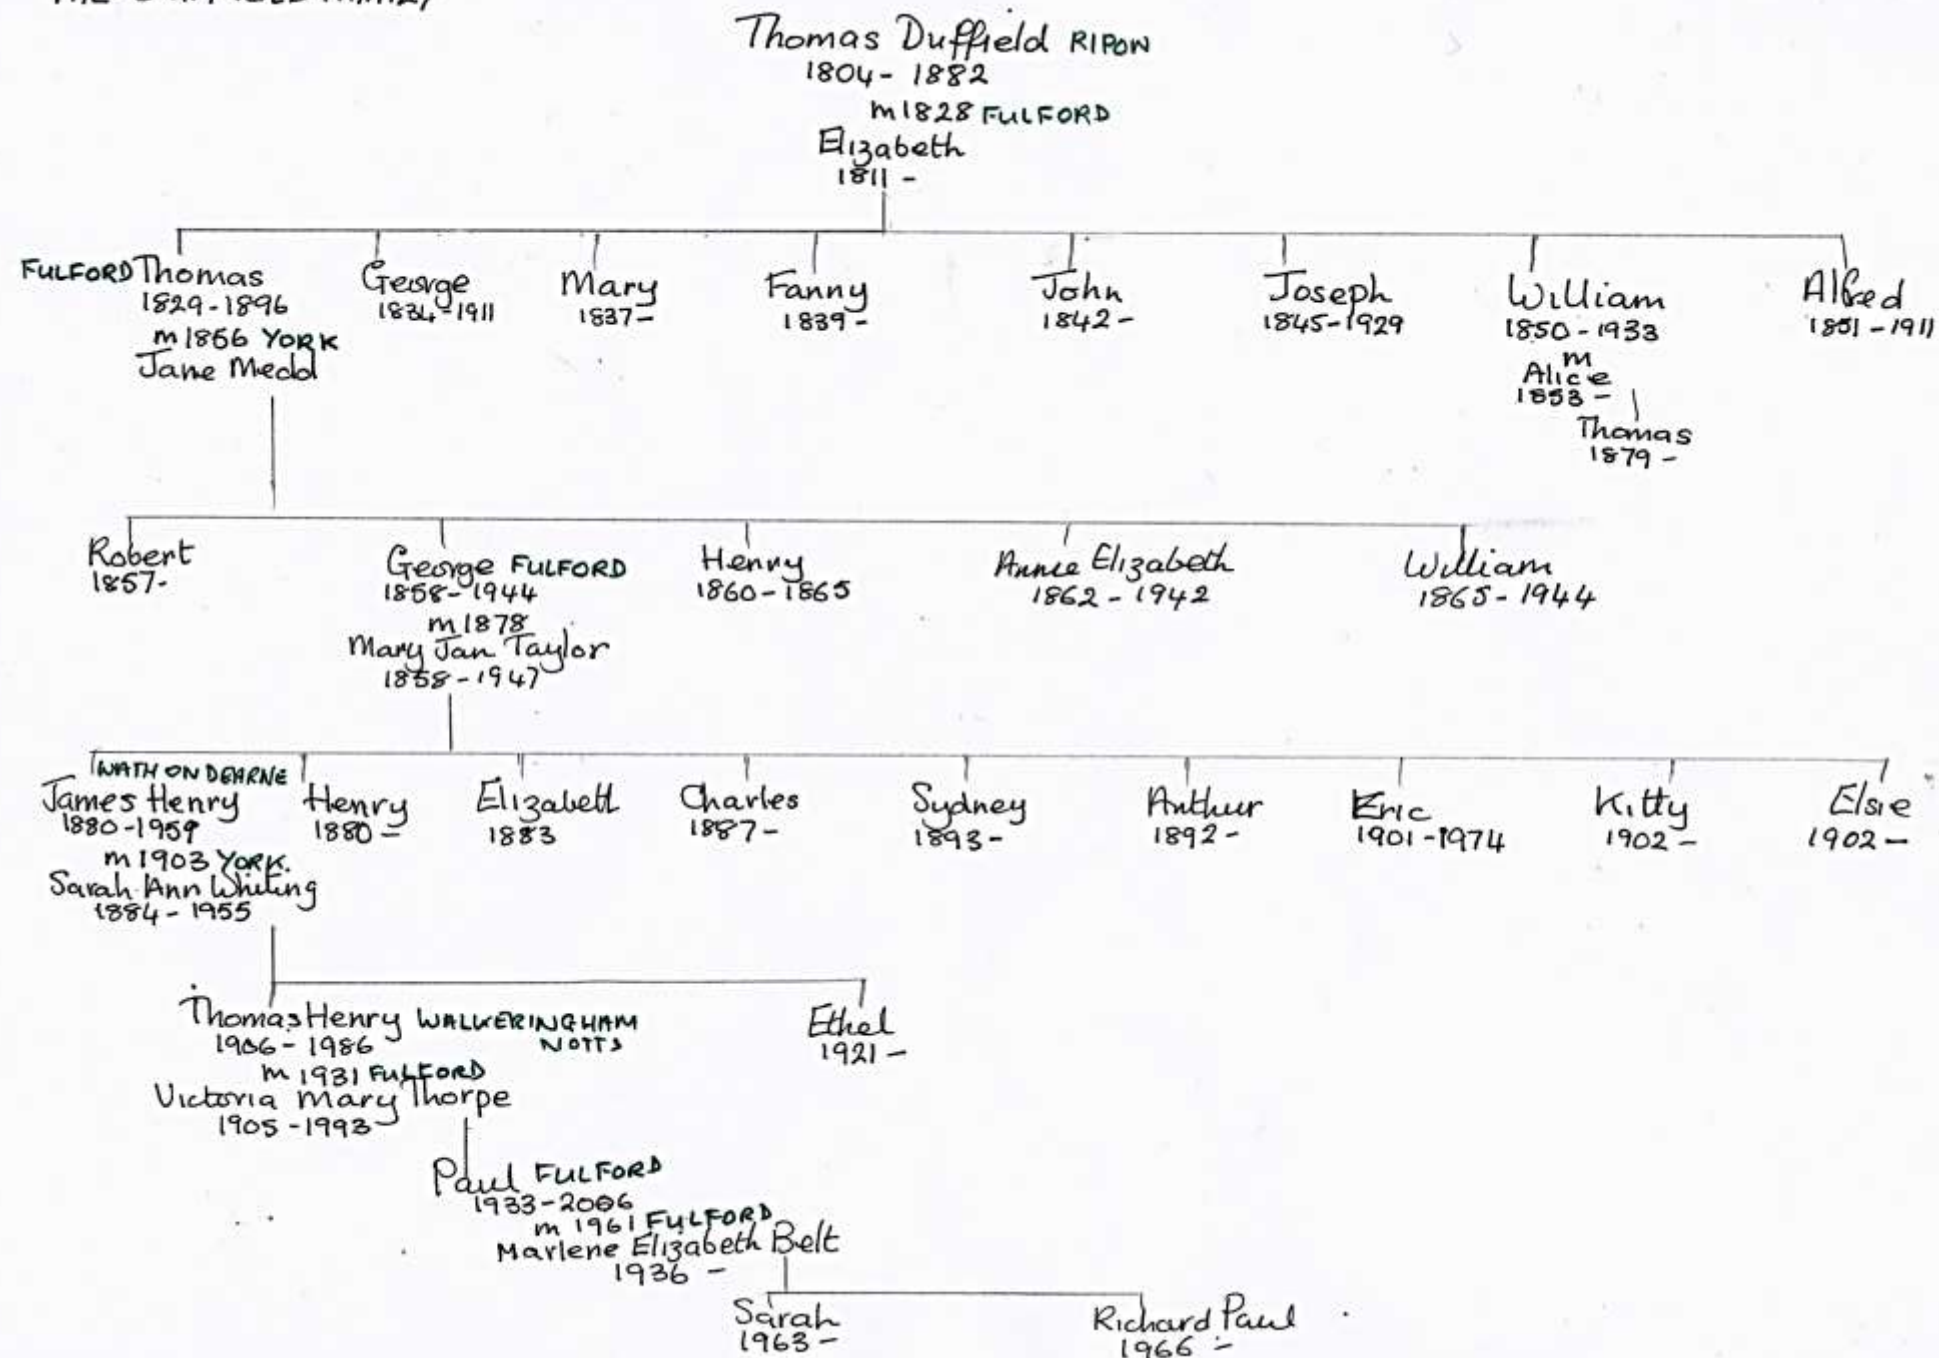 Thomas Duffield RIPON
1804 - 1882
m 1828 FULFORD
Elizabeth
1811 -
FULFORD Thomas
1829-1896
m 1856 YORK
Jane Medd
George
1834-1911
Mary
1837-
Fanny
1839-
John
1842-
Joseph
1845-1929
William
1850-1933
m
Alice
1853-
Thomas
1879-
Alfred
1851-1911
Robert
1857-
George FULFORD
1858-1944
m 1878
Mary Jan Taylor
1858-1947
Henry
1860-1865
Annie Elizabeth
1862-1942
William
1865-1944
WATH ON DEARNE
James Henry
1880-1959
m 1903 YORK.
Sarah Ann Whiting
1884-1955
Henry
1880-
Elizabeth
1883
Charles
1887-
Sydney
1893-
Arthur
1892-
Eric
1901-1974
Kitty
1902-
Elsie
1902-
Thomas Henry WALKERINGHAM
NOTTS
1906-1986
m 1931 FULFORD
Victoria Mary Thorpe
1905-1993
Ethel
1921-
Paul FULFORD
1933-2006
m 1961 FULFORD
Marlene Elizabeth Belt
1936 -
Sarah
1963-
Richard Paul
1966-